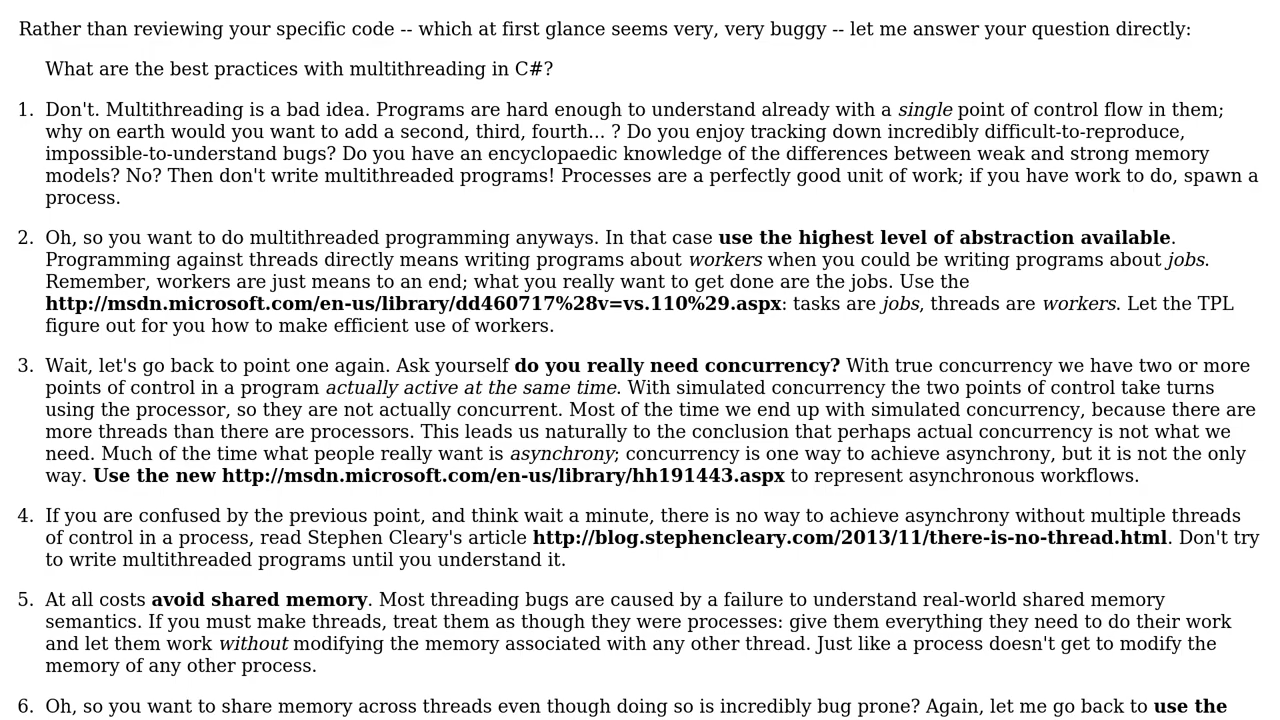 Rather than reviewing your specific code -- which at first glance seems very, very buggy -- let me answer your question directly:
What are the best practices with multithreading in C#?
1. Don't. Multithreading is a bad idea. Programs are hard enough to understand already with a single point of control flow in them;
why on earth would you want to add a second, third, fourth... ? Do you enjoy tracking down incredibly difficult-to-reproduce,
impossible-to-understand bugs? Do you have an encyclopaedic knowledge of the differences between weak and strong memory
models? No? Then don't write multithreaded programs! Processes are a perfectly good unit of work; if you have work to do, spawn a
process.
2. Oh, so you want to do multithreaded programming anyways. In that case use the highest level of abstraction available.
Programming against threads directly means writing programs about workers when you could be writing programs about jobs.
Remember, workers are just means to an end; what you really want to get done are the jobs. Use the
http://msdn.microsoft.com/en-us/library/dd460717%28v=vs.110%29.aspx: tasks are jobs, threads are workers. Let the TPL
figure out for you how to make efficient use of workers.
3. Wait, let's go back to point one again. Ask yourself do you really need concurrency? With true concurrency we have two or more
points of control in a program actually active at the same time. With simulated concurrency the two points of control take turns
using the processor, so they are not actually concurrent. Most of the time we end up with simulated concurrency, because there are
more threads than there are processors. This leads us naturally to the conclusion that perhaps actual concurrency is not what we
need. Much of the time what people really want is asynchrony; concurrency is one way to achieve asynchrony, but it is not the only
way. Use the new http://msdn.microsoft.com/en-us/library/hh191443.aspx to represent asynchronous workflows.
4. If you are confused by the previous point, and think wait a minute, there is no way to achieve asynchrony without multiple threads
of control in a process, read Stephen Cleary's article http://blog.stephencleary.com/2013/11/there-is-no-thread.html. Don't try
to write multithreaded programs until you understand it.
5. At all costs avoid shared memory. Most threading bugs are caused by a failure to understand real-world shared memory
semantics. If you must make threads, treat them as though they were processes: give them everything they need to do their work
and let them work without modifying the memory associated with any other thread. Just like a process doesn't get to modify the
memory of any other process.
6. Oh, so you want to share memory across threads even though doing so is incredibly bug prone? Again, let me go back to use the